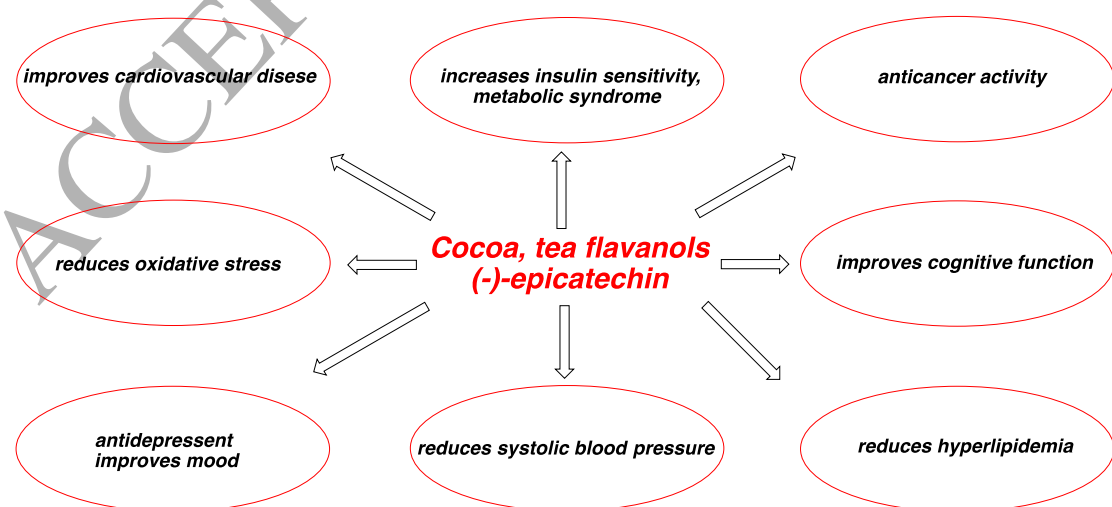 improves cardiovascular disese
increases insulin sensitivity,
metabolic syndrome
anticancer activity
Cocoa, tea flavanols
(-)-epicatechin
reduces oxidative stress
improves cognitive function
antidepressent
improves mood
reduces systolic blood pressure
reduces hyperlipidemia